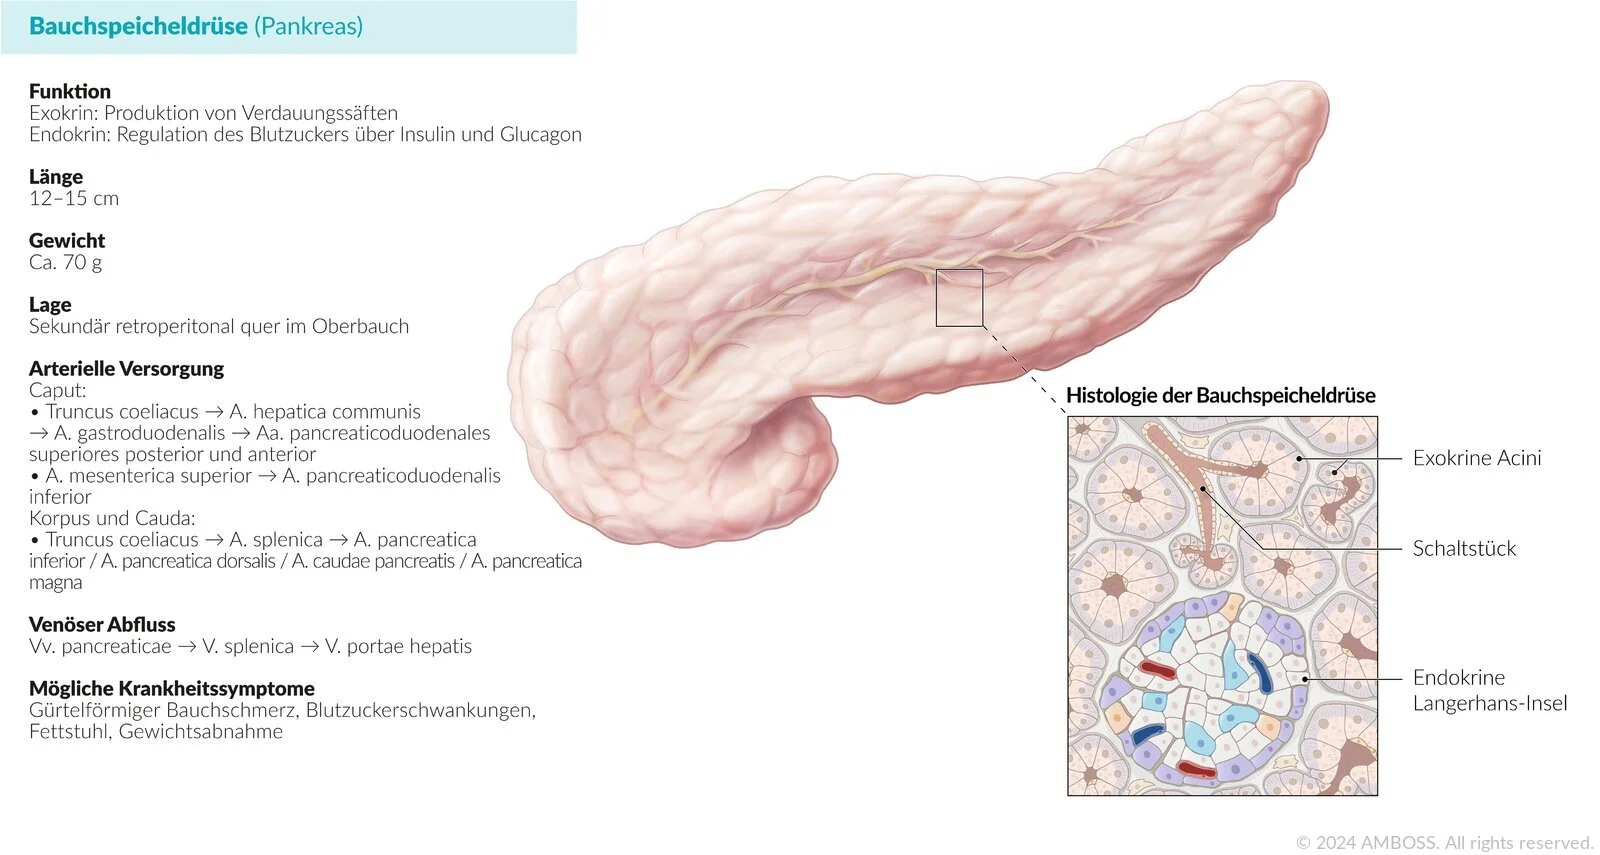 Bauchspeicheldrüse (Pankreas)
Funktion
Exokrin: Produktion von Verdauungssäften
Endokrin: Regulation des Blutzuckers über Insulin und Glucagon
Länge
12–15 cm
Gewicht
Ca. 70 g
Lage
Sekundär retroperitonal quer im Oberbauch
Arterielle Versorgung
Caput:
• Truncus coeliacus → A. hepatica communis
→ A. gastroduodenalis → Aa. pancreaticoduodenales
superiores posterior und anterior
• A. mesenterica superior → A. pancreaticoduodenalis
inferior
Korpus und Cauda:
• Truncus coeliacus → A. splenica → A. pancreatica
inferior / A. pancreatica dorsalis / A. caudae pancreatis / A. pancreatica
magna
Venöser Abfluss
Vv. pancreaticae → V. splenica → V. portae hepatis
Mögliche Krankheitssymptome
Gürtelförmiger Bauchschmerz, Blutzuckerschwankungen,
Fettstuhl, Gewichtsabnahme
Histologie der Bauchspeicheldrüse
Exokrine Acini
Schaltstück
Endokrine
Langerhans-Insel
© 2024 AMBOSS. All rights reserved.